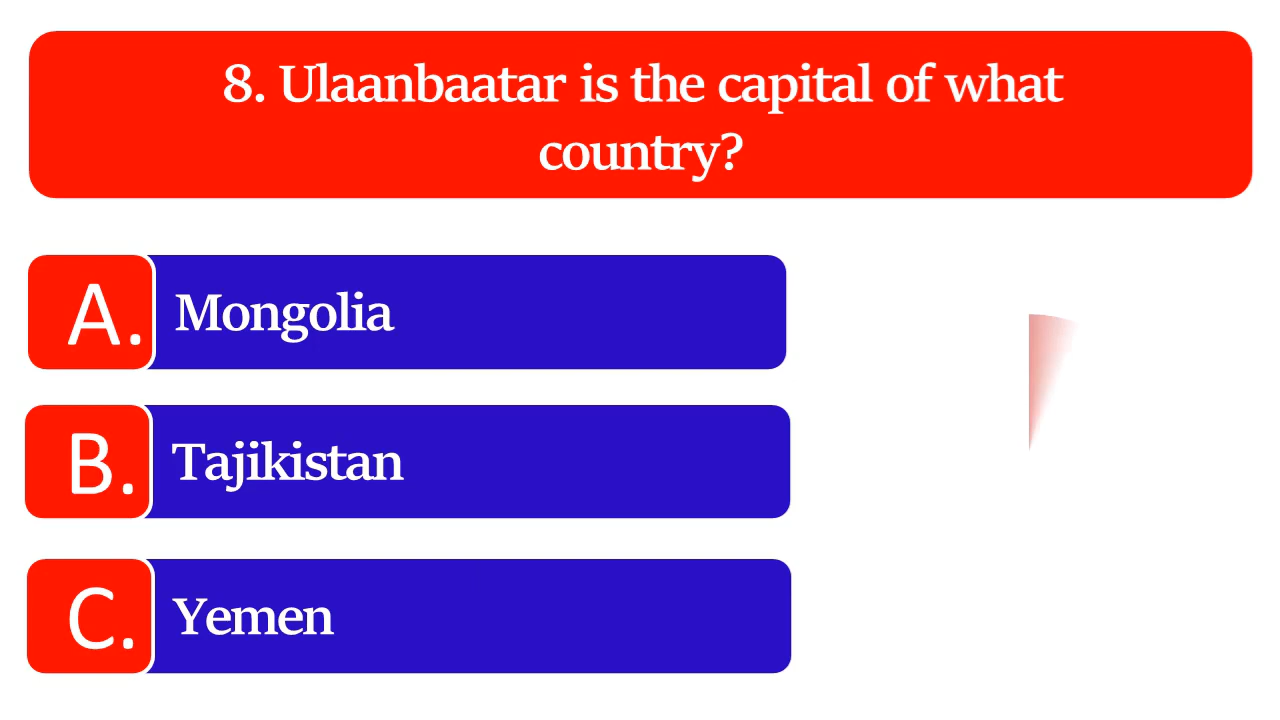 8. Ulaanbaatar is the capital of what
country?
A. Mongolia
B. Tajikistan
C. Yemen